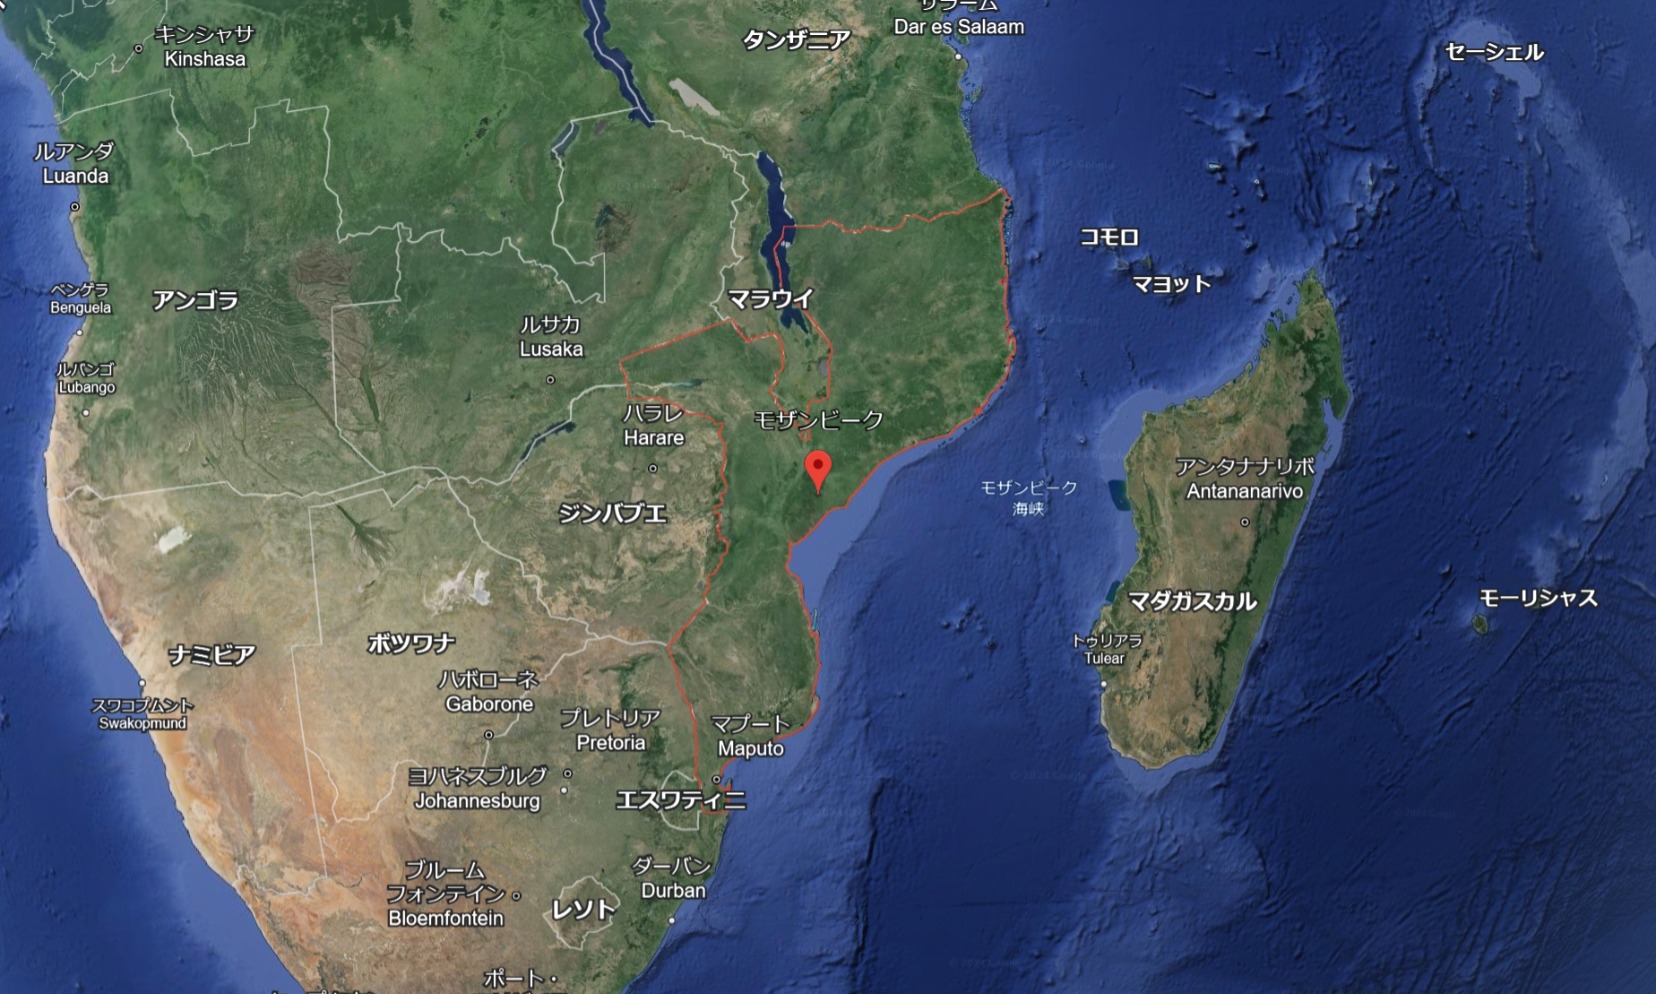 リラーム
Dar es Salaam
キンシャサ
Kinshasa
タンザニア
セーシェル
ルアンダ
Luanda
コモロ
マヨット
ベンゲラ
Benguela
アンゴラ
マラウイ
ルサカ
Lusaka
ルバンゴ
Lubango
ハラレ
Harare
モザンビーク
アンタナナリボ
Antananarivo
モザンビーク
海峡
ジンバブエ
マダガスカル
モーリシャス
トゥリアラ
Tulear
ナミビア
ボツワナ
ハボローネ
Gaborone
スワコプムント
Swakopmund
プレトリア
Pretoria
マプート
Maputo
ヨハネスブルグ
Johannesburg
エスワティニ
ブルーム
フォンテイン
Bloemfontein
ダーバン
Durban
レソト
ポート・